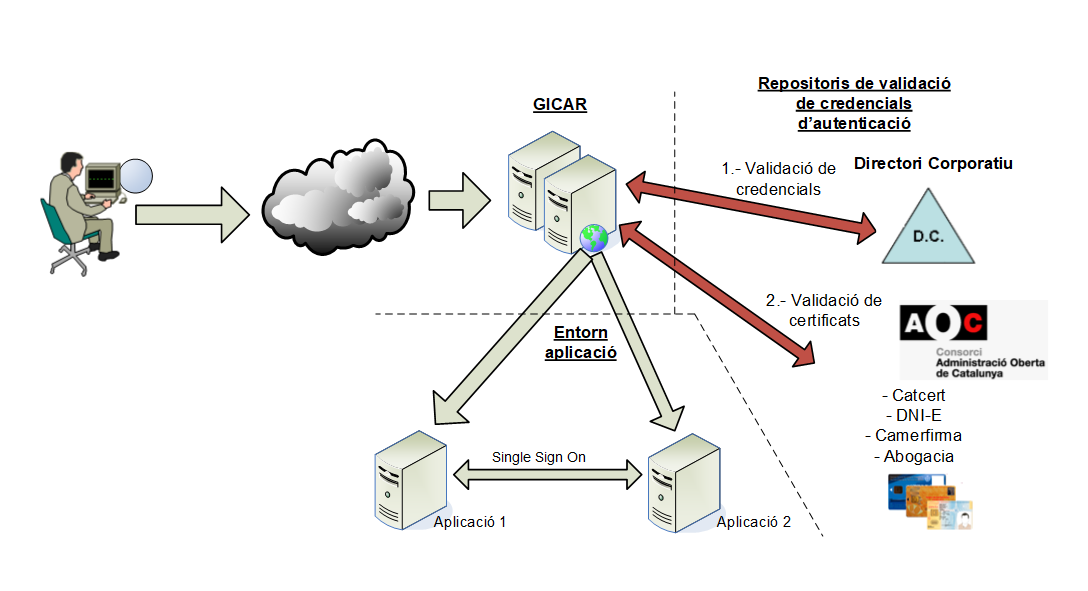 GICAR
Repositoris de validació
de credencials
d'autenticació
1.- Validació de
credencials
Directori Corporatiu
D.C.
2.- Validació de
certificats
AOC
Consorci
Administració Oberta
de Catalunya
- Catcert
- DNI-E
- Camerfirma
- Abogacia
Entorn
aplicació
Single Sign On
Aplicació 1
Aplicació 2